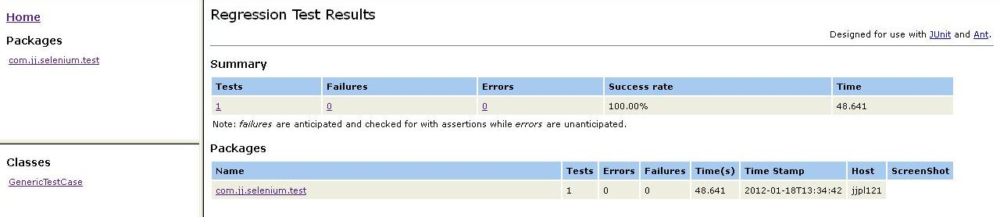 Home
Packages
com.jj.selenium.test
Classes
GenericTestCase
Regression Test Results
Designed for use with JUnit and Ant.
Summary
Tests Failures Errors Success rate Time
1 0 0 100.00% 48.641
Note: failures are anticipated and checked for with assertions while errors are unanticipated.
Packages
Name Tests Errors Failures Time(s) Time Stamp Host ScreenShot
com.jj.selenium.test 1 0 0 48.641 2012-01-18T13:34:42 jjpl121